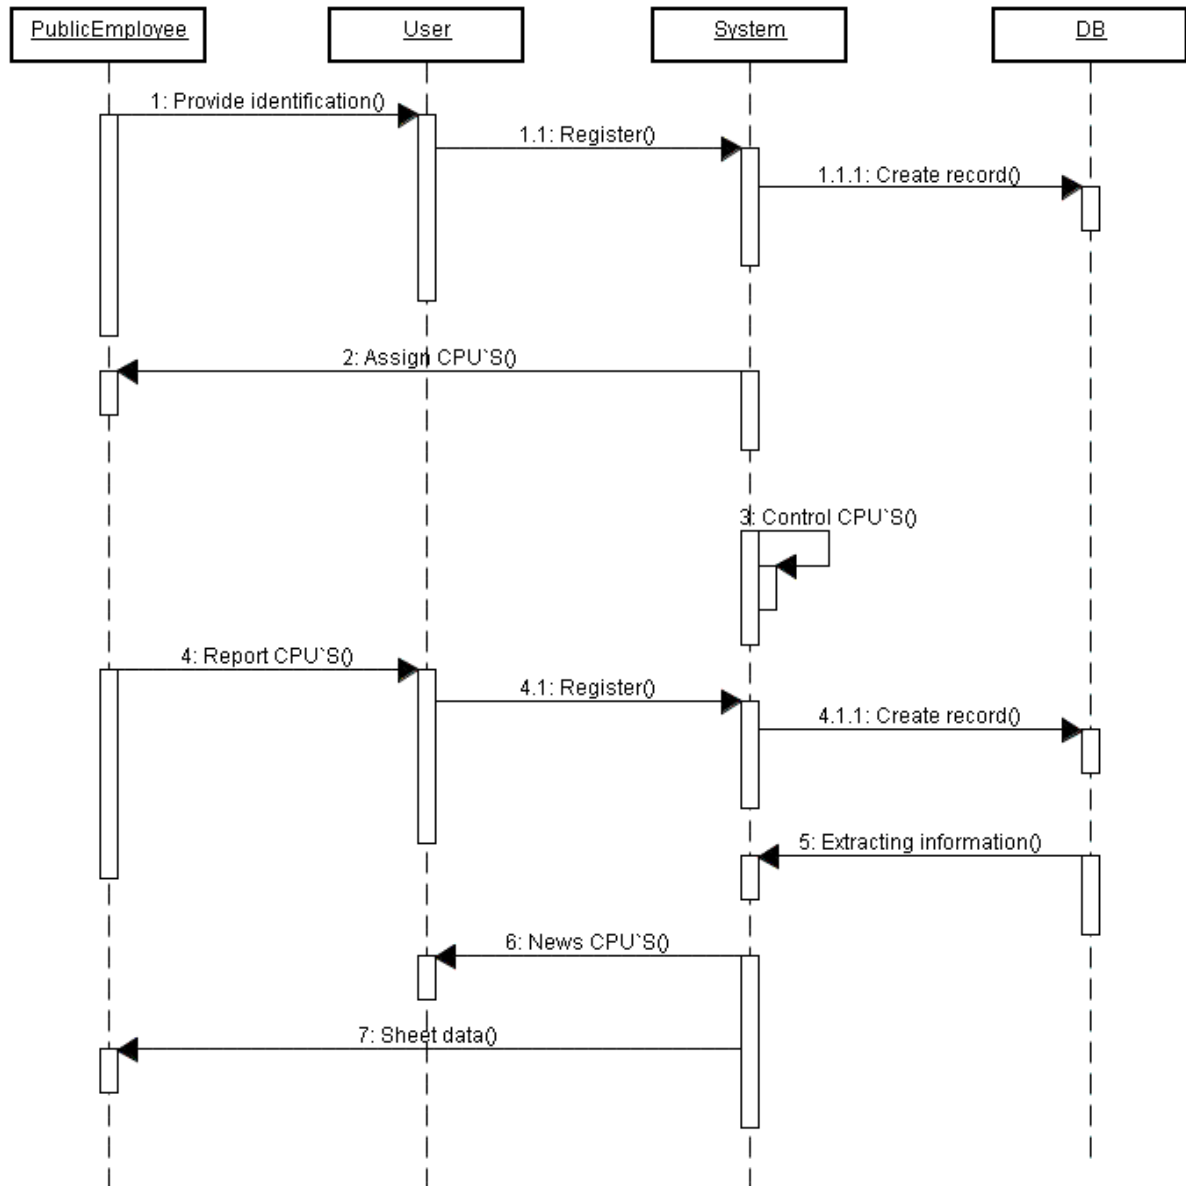 PublicEmployee
User
System
DB
1: Provide identification()
1.1: Register()
1.1.1: Create record()
2: Assign CPU`S()
3: Control CPU`S()
4: Report CPU`S()
4.1: Register()
4.1.1: Create record()
5: Extracting information()
6: News CPU`S()
7: Sheet data()